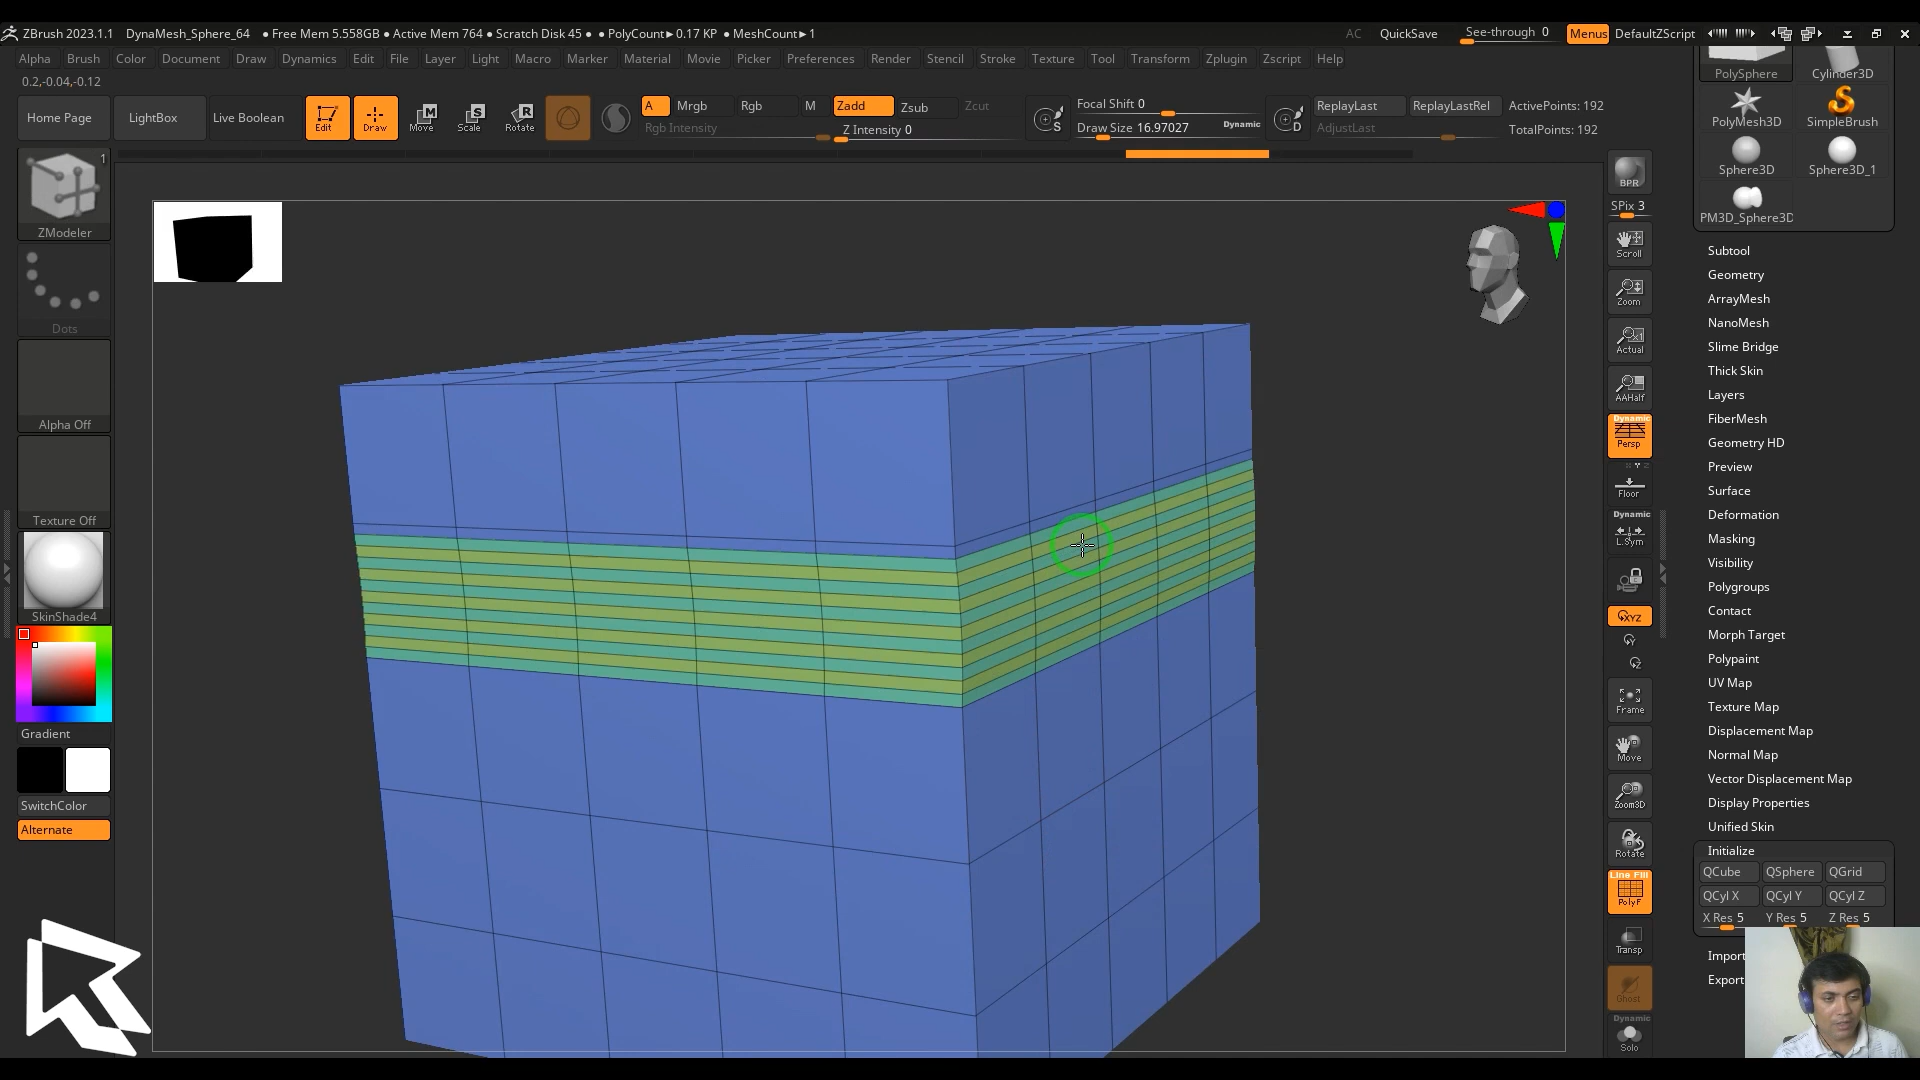 ZBrush 2023.1.1 DynaMesh_Sphere_64 ● Free Mem 5.558GB ● Active Mem 764 ● Scratch Disk 45 ● ● PolyCount▸0.17 KP ● MeshCount▸1 AC QuickSave See-through 0 Menus DefaultZScript
Alpha Brush Color Document Draw Dynamics Edit File Layer Light Macro Marker Material Movie Picker Preferences Render Stencil Stroke Texture Tool Transform Zplugin Zscript Help
0.2,-0.04,-0.12
Home Page LightBox Live Boolean Edit Draw Move Scale Rotate
A Mrgb Rgb M Zadd Zsub Zcut
Rgb Intensity Z Intensity 0
S Focal Shift 0
Draw Size 16.97027 Dynamic
D ReplayLast ReplayLastRel ActivePoints: 192
AdjustLast TotalPoints: 192
1
ZModeler
Dots
Alpha Off
Texture Off
SkinShade4
Gradient
SwitchColor
Alternate
BPR
SPix 3
Scroll
Zoom
Actual
AAHalf
Dynamic
Persp
Floor
Dynamic
L.Sym
XYZ
Y
Z
Frame
Move
Zoom3D
Rotate
Line Fill
PolyF
Transp
Ghost
Dynamic
Solo
PolySphere Cylinder3D
PolyMesh3D SimpleBrush
Sphere3D Sphere3D_1
PM3D_Sphere3D
Subtool
Geometry
ArrayMesh
NanoMesh
Slime Bridge
Thick Skin
Layers
FiberMesh
Geometry HD
Preview
Surface
Deformation
Masking
Visibility
Polygroups
Contact
Morph Target
Polypaint
UV Map
Texture Map
Displacement Map
Normal Map
Vector Displacement Map
Display Properties
Unified Skin
Initialize
QCube QSphere QGrid
QCyl X QCyl Y QCyl Z
X Res 5 Y Res 5 Z Res 5
Import
Export